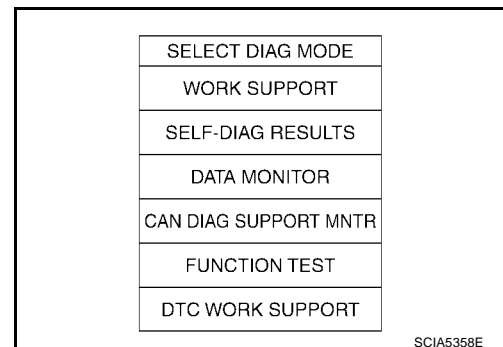 SELECT DIAG MODE
WORK SUPPORT
SELF-DIAG RESULTS
DATA MONITOR
CAN DIAG SUPPORT MNTR
FUNCTION TEST
DTC WORK SUPPORT
SCIA5358E